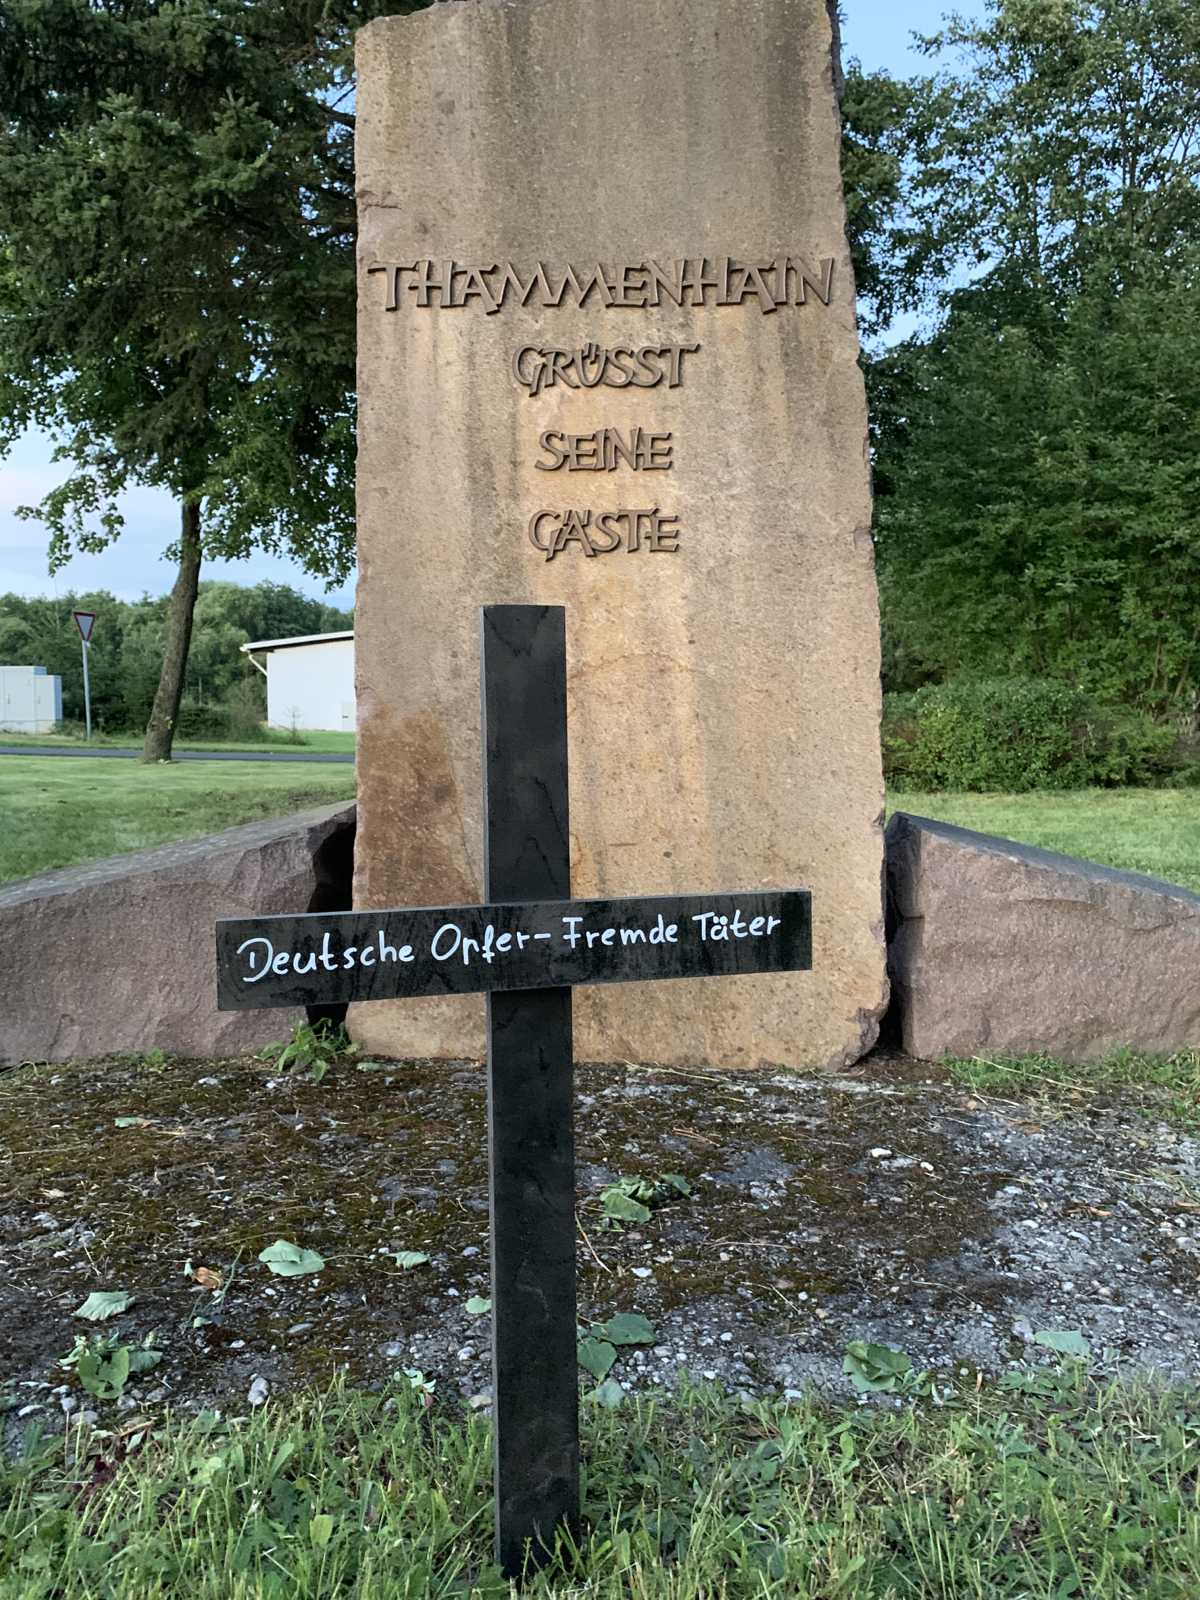 THAMMENHAIN
GRÜSST
SEINE
GÄSTE
Deutsche Opfer- Fremde Täter